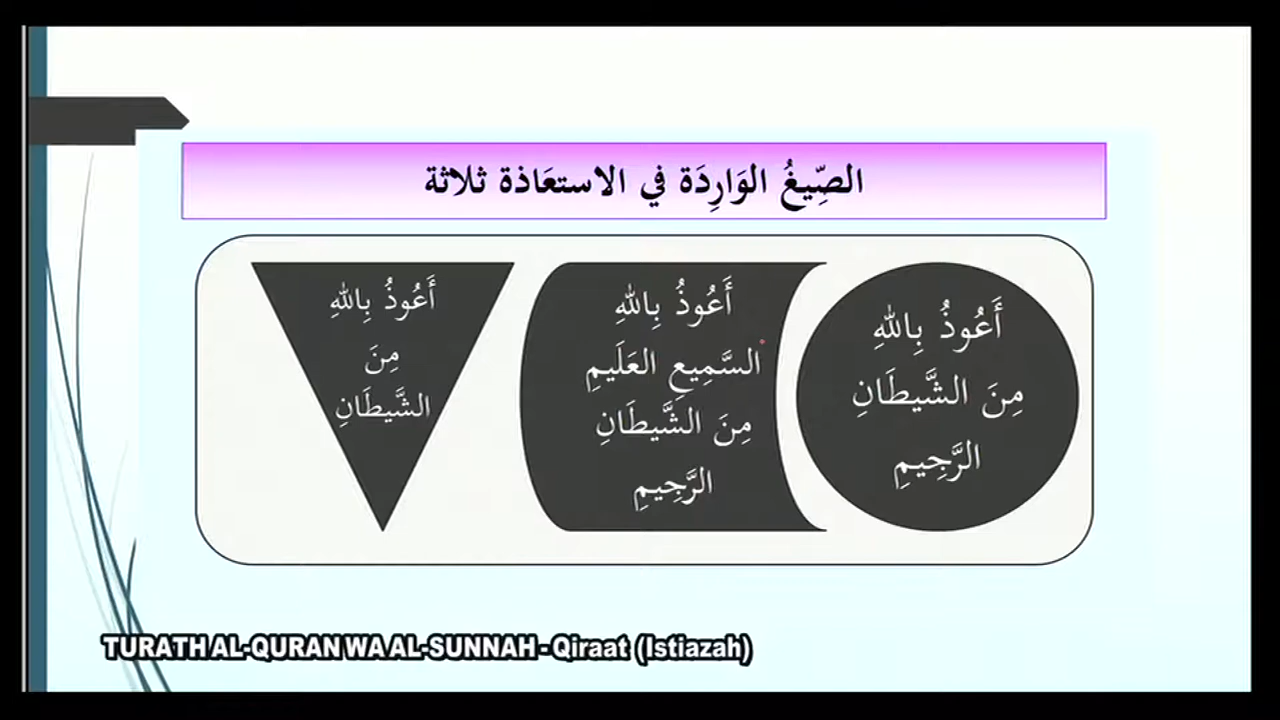 الصِّيغُ الوَارِدَة في الاستعَاذة ثلاثة
أَعُوذُ بِاللهِ
مِنَ الشَّيطَانِ
الرَّجِيمِ
أَعُوذُ بِاللهِ
السَّمِيعِ العَلَيمِ
مِنَ الشَّيطَانِ
الرَّجِيمِ
أَعُوذُ بِاللهِ
مِنَ
الشَّيطَانِ
TURATH AL-QURAN WA AL-SUNNAH - Qiraat (Istiazah)